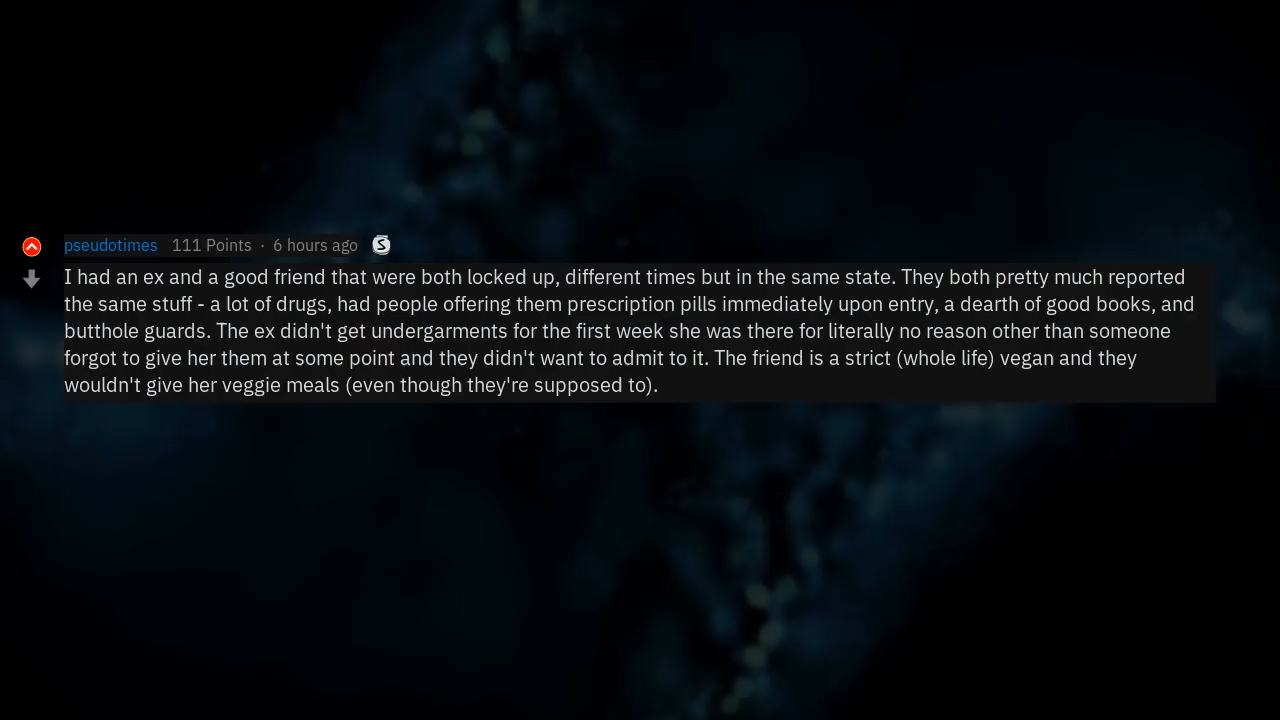 pseudotimes 111 Points · 6 hours ago S
I had an ex and a good friend that were both locked up, different times but in the same state. They both pretty much reported
the same stuff - a lot of drugs, had people offering them prescription pills immediately upon entry, a dearth of good books, and
butthole guards. The ex didn't get undergarments for the first week she was there for literally no reason other than someone
forgot to give her them at some point and they didn't want to admit to it. The friend is a strict (whole life) vegan and they
wouldn't give her veggie meals (even though they're supposed to).